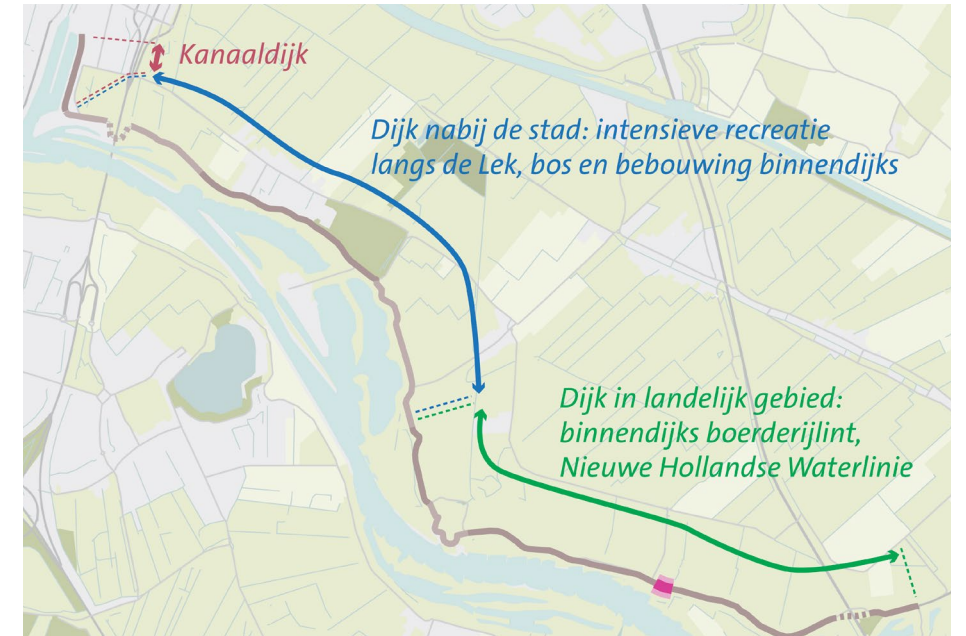 Kanaaldijk
Dijk nabij de stad: intensieve recreatie
langs de Lek, bos en bebouwing binnendijks
Dijk in landelijk gebied:
binnendijks boerderijlint,
Nieuwe Hollandse Waterlinie